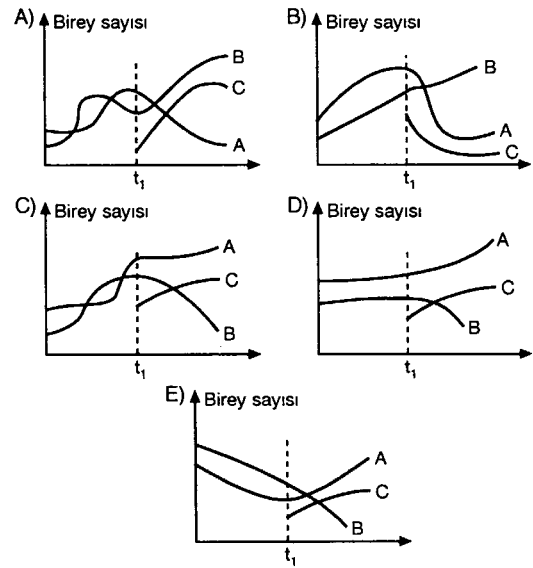 A) Birey sayısı
B
C
A
t1
B) Birey sayısı
B
A
C
t1
C) Birey sayısı
A
C
B
t1
D) Birey sayısı
A
C
B
t1
E) Birey sayısı
A
C
B
t1